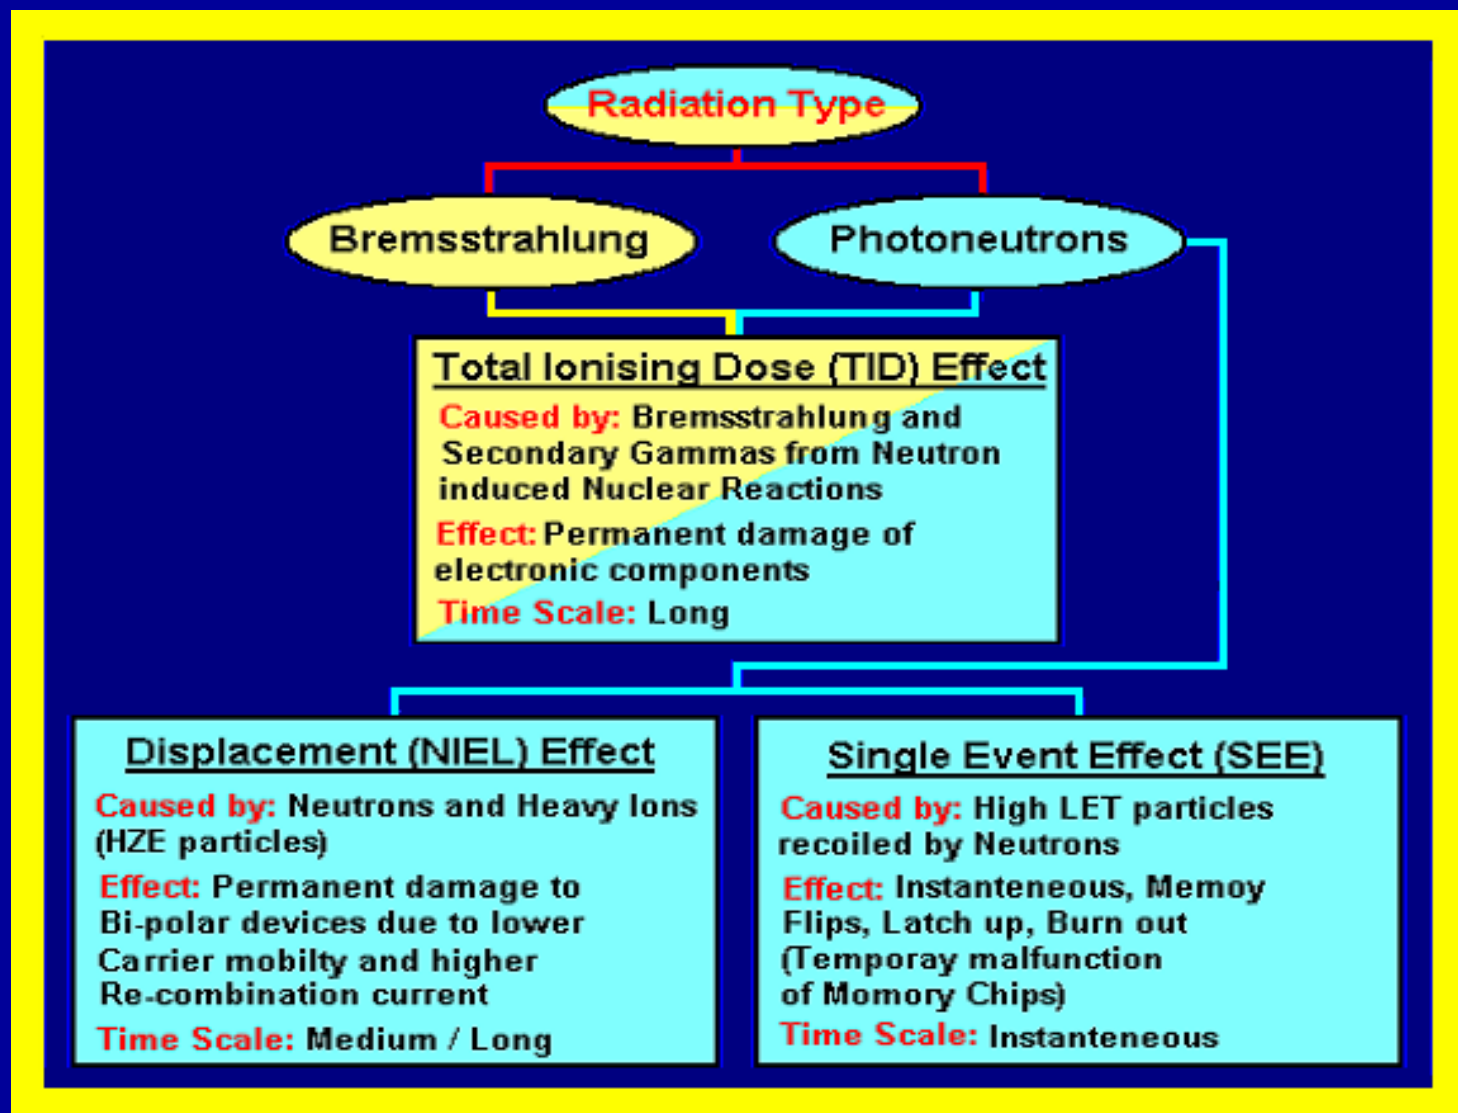 Radiation Type
Bremsstrahlung
Photoneutrons
Total Ionising Dose (TID) Effect
Caused by: Bremsstrahlung and
Secondary Gammas from Neutron
induced Nuclear Reactions
Effect: Permanent damage of
electronic components
Time Scale: Long
Displacement (NIEL) Effect
Caused by: Neutrons and Heavy Ions
(HZE particles)
Effect: Permanent damage to
Bi-polar devices due to lower
Carrier mobilty and higher
Re-combination current
Time Scale: Medium / Long
Single Event Effect (SEE)
Caused by: High LET particles
recoiled by Neutrons
Effect: Instanteneous, Memoy
Flips, Latch up, Burn out
(Temporay malfunction
of Momory Chips)
Time Scale: Instanteneous